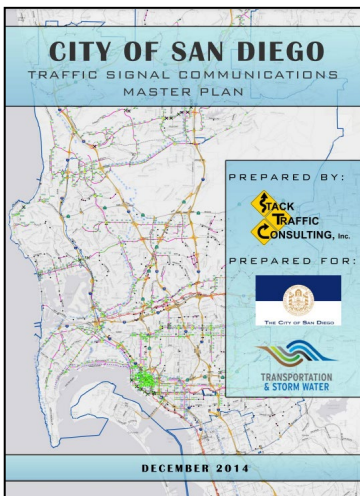 CITY OF SAN DIEGO
TRAFFIC SIGNAL COMMUNICATIONS
MASTER PLAN
PREPARED BY:
STACK
TRAFFIC
CONSULTING, Inc.
PREPARED FOR:
THE CITY OF SAN DIEGO
TRANSPORTATION
& STORM WATER
DECEMBER 2014